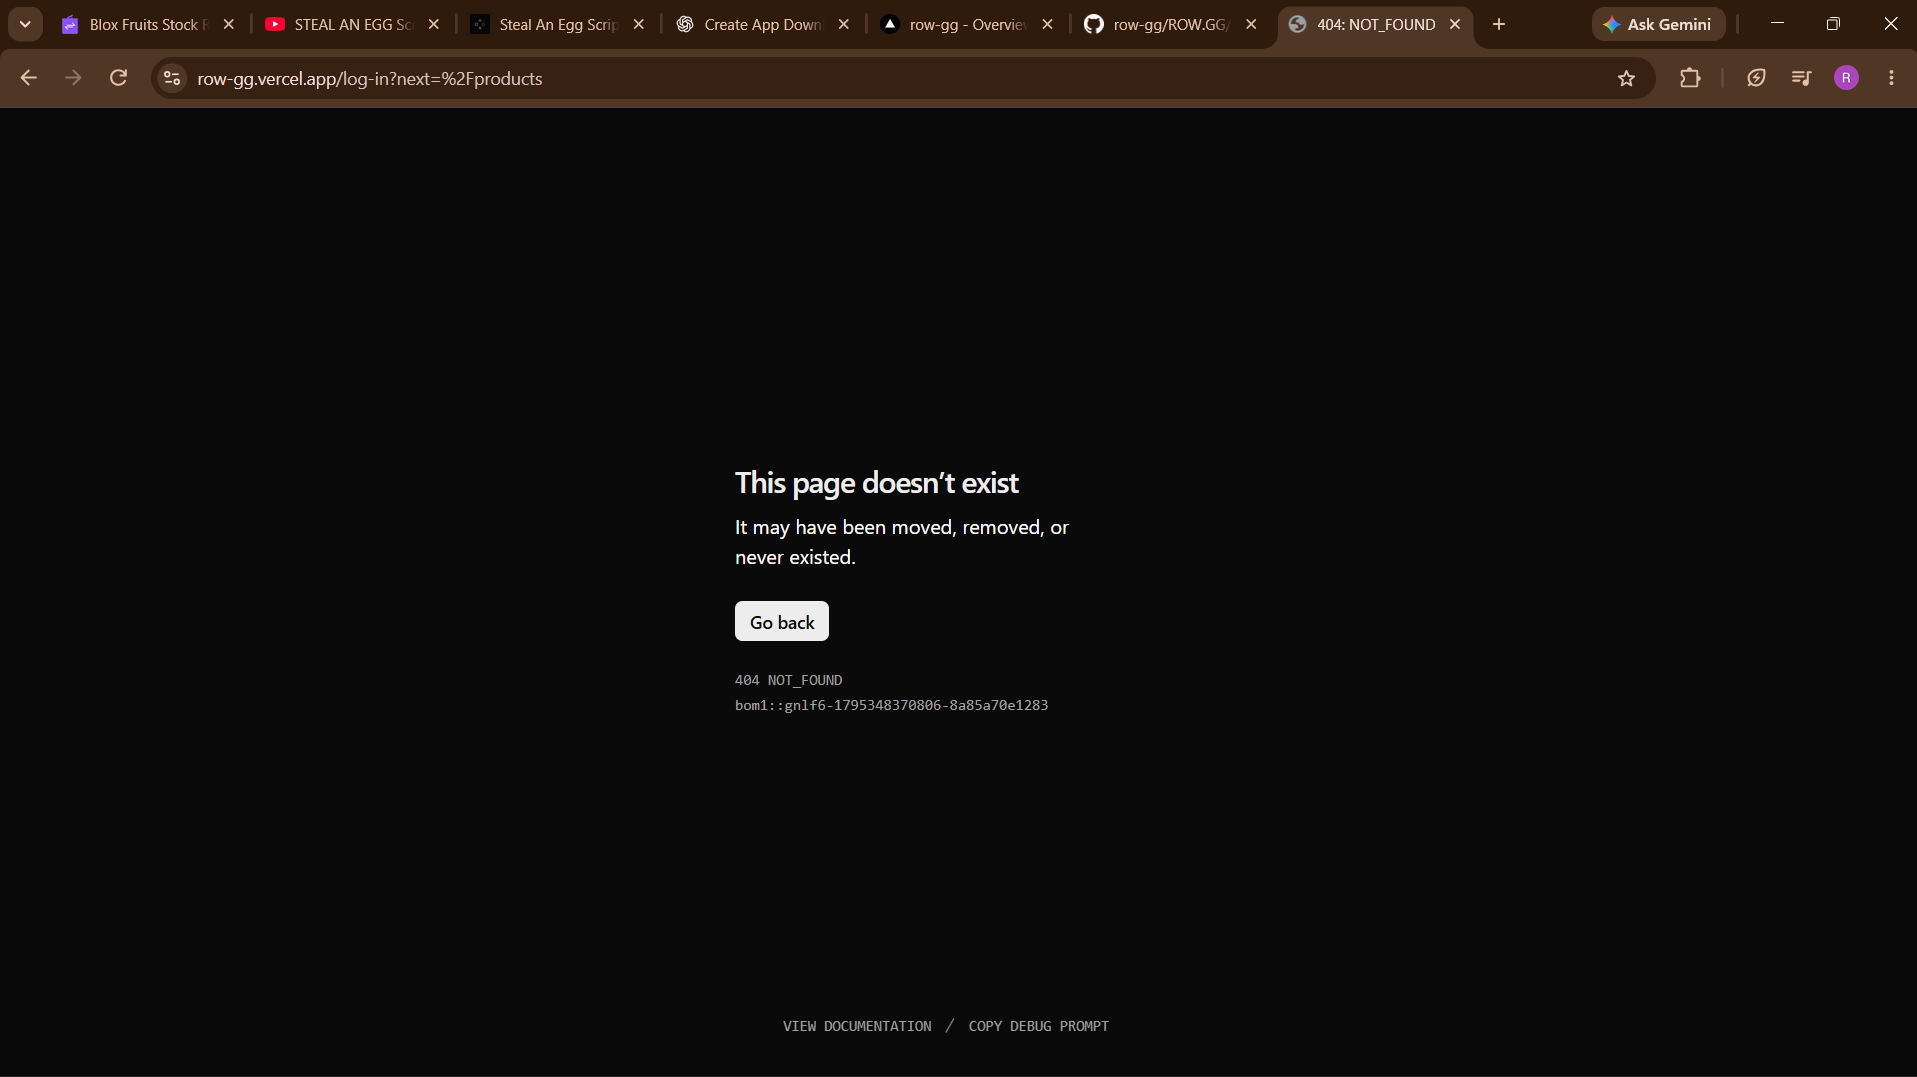 Blox Fruits Stock
STEAL AN EGG Sc
Steal An Egg Scrip
Create App Down
row-gg - Overview
row-gg/ROW.GG/
404: NOT_FOUND
Ask Gemini
row-gg.vercel.app/log-in?next=%2Fproducts
R
This page doesn’t exist
It may have been moved, removed, or
never existed.
Go back
404 NOT_FOUND
bom1::gnlf6-1795348370806-8a85a70e1283
VIEW DOCUMENTATION / COPY DEBUG PROMPT